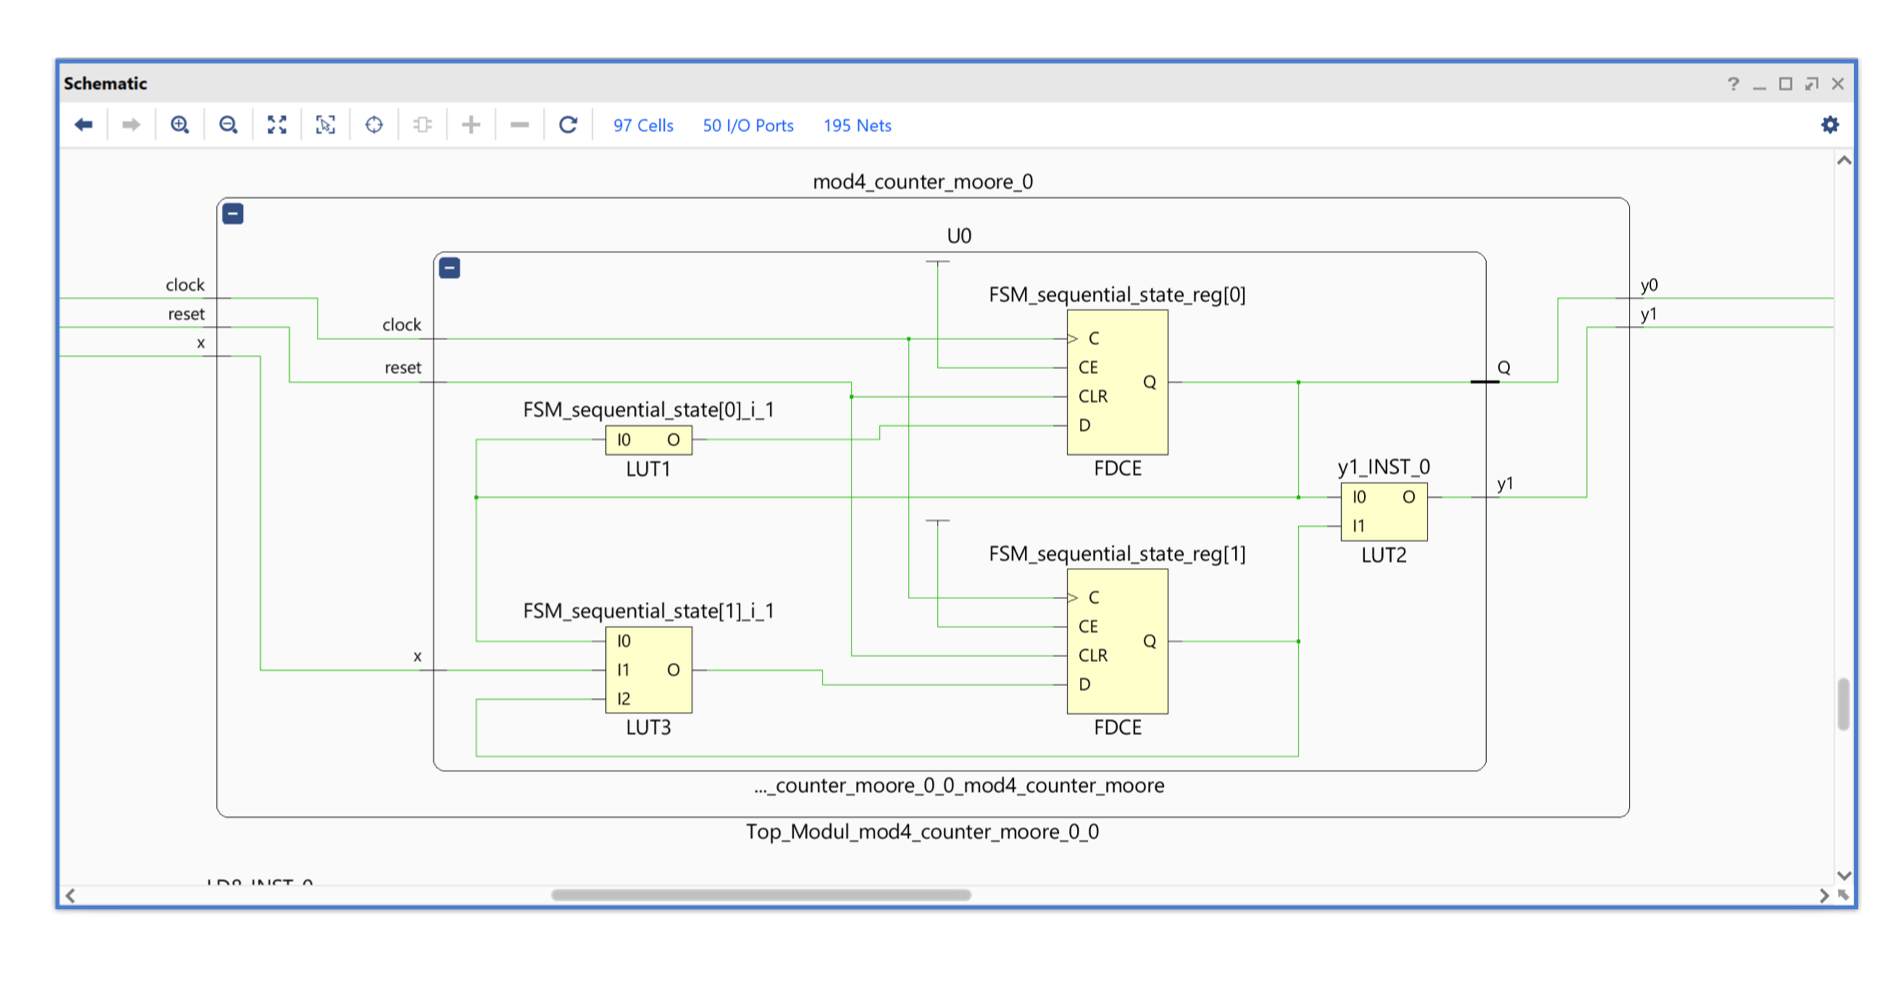 Schematic
97 Cells 50 I/O Ports 195 Nets
mod4_counter_moore_0
U0
clock
reset
x
clock
reset
x
FSM_sequential_state[0]_i_1
I0 O
LUT1
FSM_sequential_state[1]_i_1
I0
I1 O
I2
LUT3
FSM_sequential_state_reg[0]
C
CE
Q
CLR
D
FDCE
FSM_sequential_state_reg[1]
C
CE
Q
CLR
D
FDCE
y1_INST_0
I0 O
I1
LUT2
Q
y1
y0
y1
..._counter_moore_0_0_mod4_counter_moore
Top_Modul_mod4_counter_moore_0_0